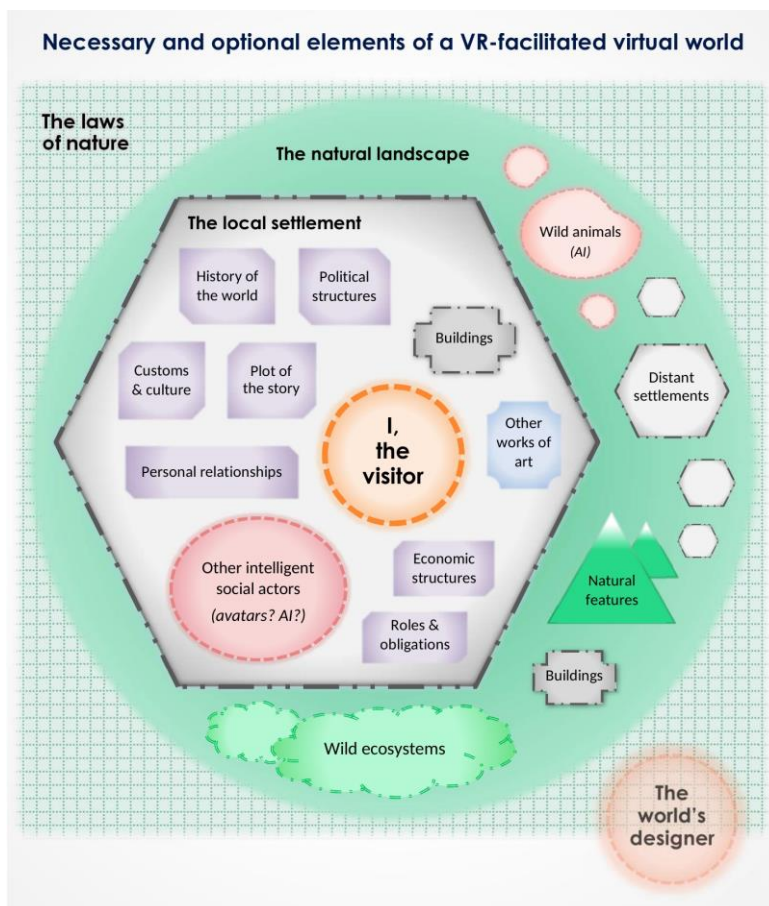 Necessary and optional elements of a VR-facilitated virtual world
The laws
of nature
The natural landscape
The local settlement
Wild animals
(AI)
History of
the world
Political
structures
Buildings
Customs
& culture
Plot of
the story
Distant
settlements
I,
the
visitor
Other
works of
art
Personal relationships
Other intelligent
social actors
(avatars? AI?)
Economic
structures
Natural
features
Roles &
obligations
Buildings
Wild ecosystems
The
world's
designer